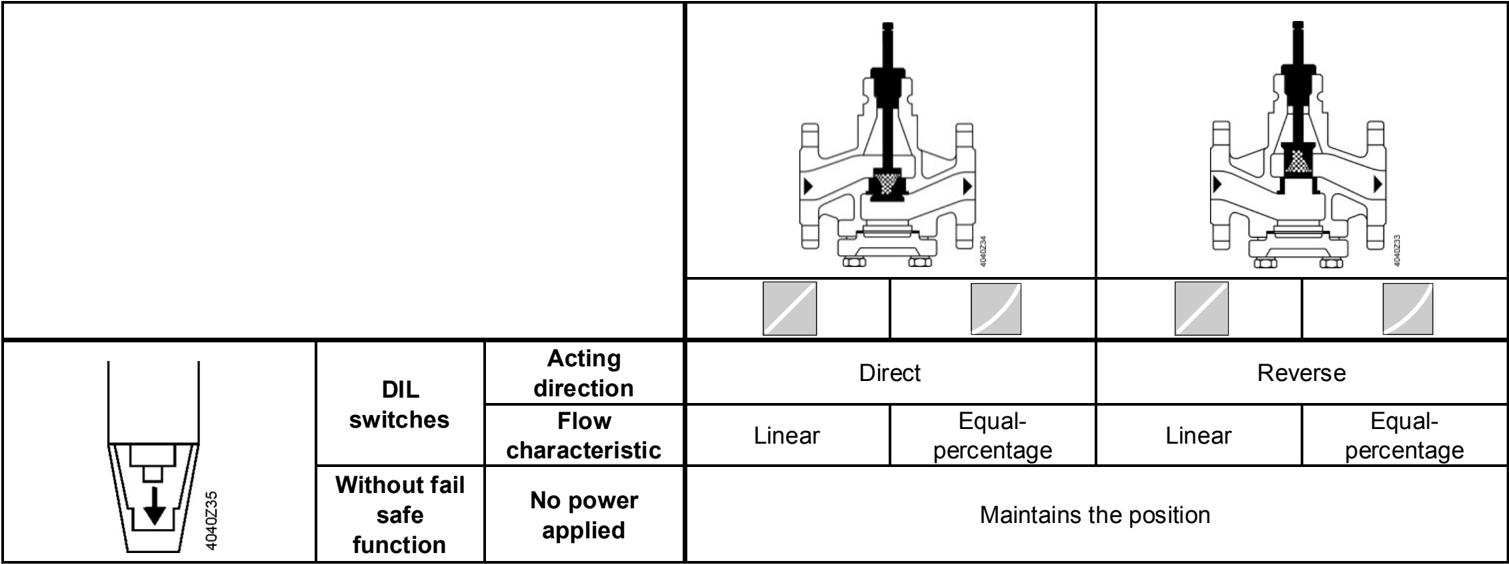 4040Z34
4040Z33
DIL
switches
Acting
direction
Direct
Reverse
Flow
characteristic
Linear
Equal-
percentage
Linear
Equal-
percentage
4040Z35
Without fail
safe
function
No power
applied
Maintains the position